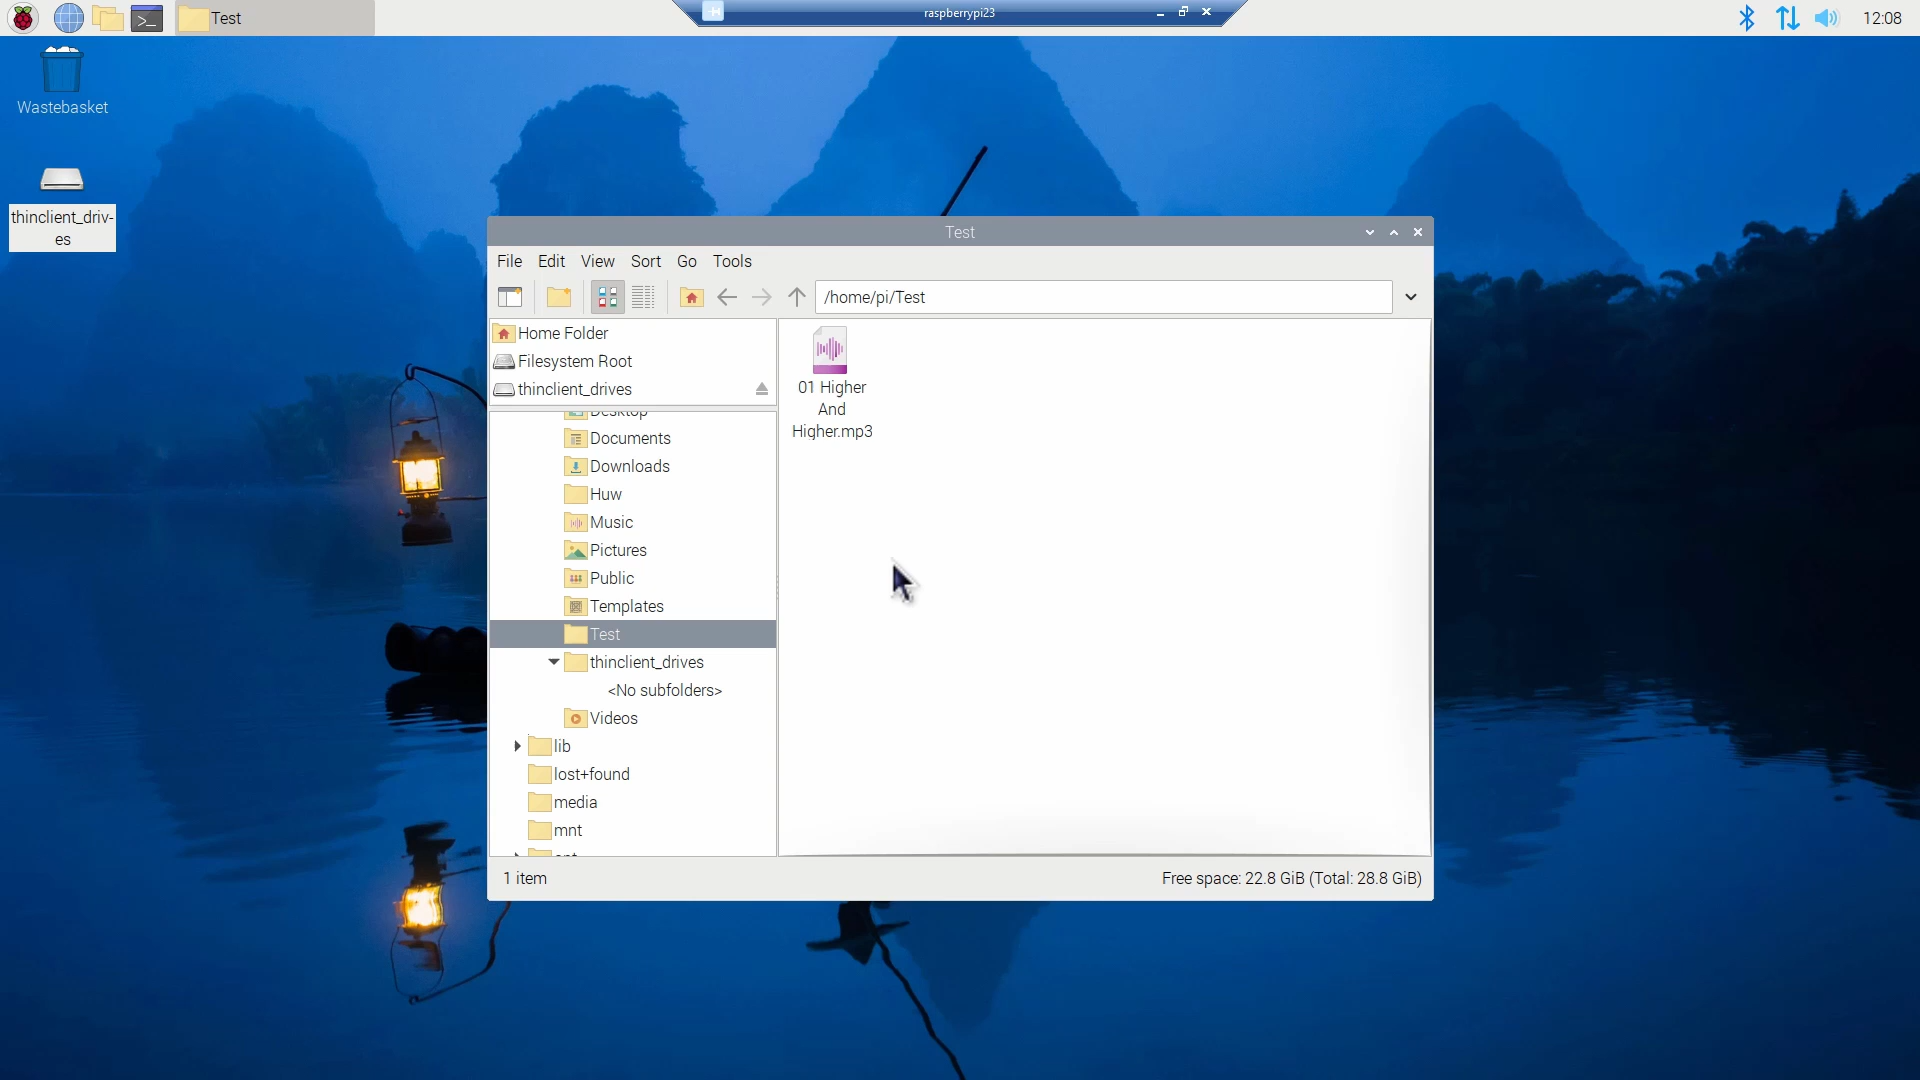 Test
raspberrypi23
12:08
Wastebasket
thinclient_driv-
es
Test
File Edit View Sort Go Tools
/home/pi/Test
Home Folder
Filesystem Root
thinclient_drives
Desktop
Documents
Downloads
Huw
Music
Pictures
Public
Templates
Test
thinclient_drives
<No subfolders>
Videos
lib
lost+found
media
mnt
01 Higher
And
Higher.mp3
1 item
Free space: 22.8 GiB (Total: 28.8 GiB)